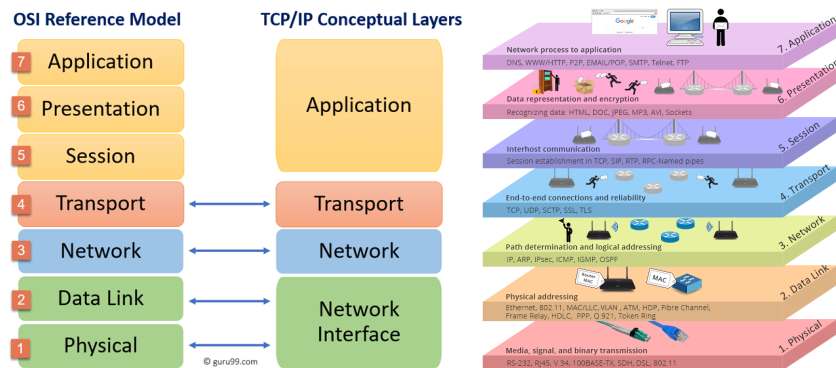 OSI Reference Model
TCP/IP Conceptual Layers
7 Application
6 Presentation
5 Session
4 Transport
3 Network
2 Data Link
1 Physical
Application
Transport
Network
Network
Interface
© guru99.com
Google
Network process to application
DNS, WWW/HTTP, P2P, EMAIL/POP, SMTP, Telnet, FTP
7. Application
Data representation and encryption
Recognizing data: HTML, DOC, JPEG, MP3, AVI, Sockets
6. Presentation
Interhost communication
Session establishment in TCP, SIP, RTP, RPC-Named pipes
5. Session
End-to-end connections and reliability
TCP, UDP, SCTP, SSL, TLS
4. Transport
Path determination and logical addressing
IP, ARP, IPsec, ICMP, IGMP, OSPF
3. Network
Router
MAC
MAC
Physical addressing
Ethernet, 802.11, MAC/LLC, VLAN , ATM, HDP, Fibre Channel,
Frame Relay, HDLC, PPP, Q.921, Token Ring
2. Data Link
Media, signal, and binary transmission
RS-232, RJ45, V.34, 100BASE-TX, SDH, DSL, 802.11
1. Physical